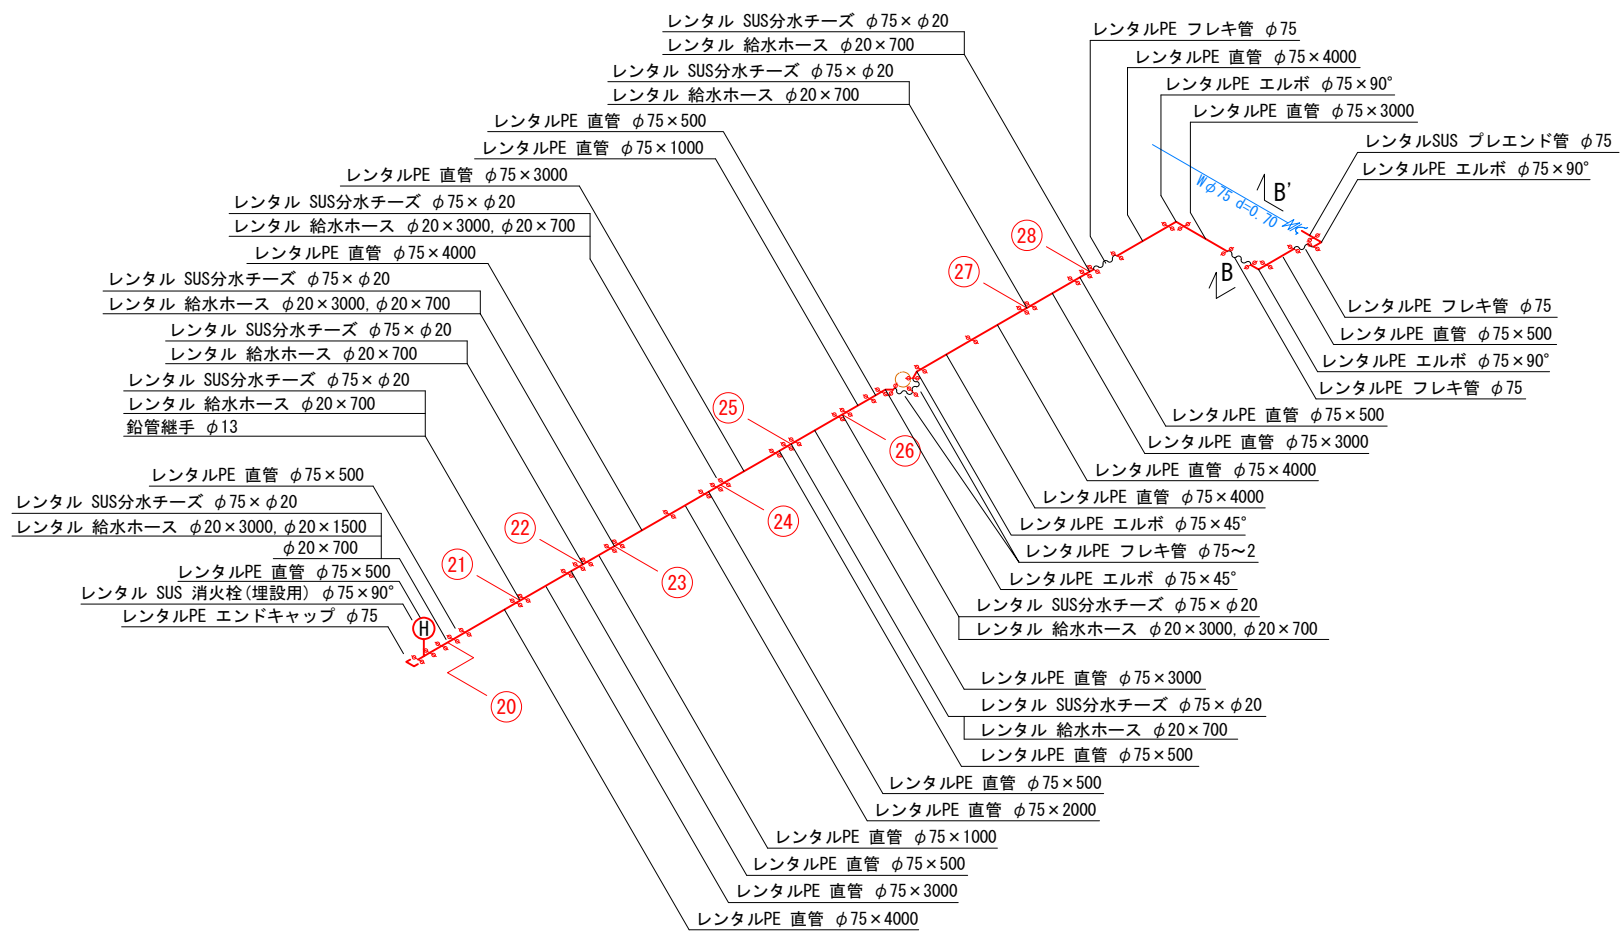 レンタル SUS分水チーズ φ75×φ20
レンタル 給水ホース φ20×700
レンタル SUS分水チーズ φ75×φ20
レンタル 給水ホース φ20×700
レンタルPE 直管 φ75×500
レンタルPE 直管 φ75×1000
レンタルPE 直管 φ75×3000
レンタル SUS分水チーズ φ75×φ20
レンタル 給水ホース φ20×3000,φ20×700
レンタルPE 直管 φ75×4000
レンタル SUS分水チーズ φ75×φ20
レンタル 給水ホース φ20×3000,φ20×700
レンタル SUS分水チーズ φ75×φ20
レンタル 給水ホース φ20×700
レンタル SUS分水チーズ φ75×φ20
レンタル 給水ホース φ20×700
鉛管継手 φ13
レンタルPE 直管 φ75×500
レンタル SUS分水チーズ φ75×φ20
レンタル 給水ホース φ20×3000,φ20×1500
φ20×700
レンタルPE 直管 φ75×500
レンタル SUS 消火栓(埋設用) φ75×90°
レンタルPE エンドキャップ φ75
H
20
21
22
23
24
25
26
27
28
レンタルPE フレキ管 φ75
レンタルPE 直管 φ75×4000
レンタルPE エルボ φ75×90°
レンタルPE 直管 φ75×3000
レンタルSUS プレエンド管 φ75
レンタルPE エルボ φ75×90°
Wφ75 d=0.70
B'
B
レンタルPE フレキ管 φ75
レンタルPE 直管 φ75×500
レンタルPE エルボ φ75×90°
レンタルPE フレキ管 φ75
レンタルPE 直管 φ75×500
レンタルPE 直管 φ75×3000
レンタルPE 直管 φ75×4000
レンタルPE 直管 φ75×4000
レンタルPE エルボ φ75×45°
レンタルPE フレキ管 φ75～2
レンタルPE エルボ φ75×45°
レンタル SUS分水チーズ φ75×φ20
レンタル 給水ホース φ20×3000,φ20×700
レンタルPE 直管 φ75×3000
レンタル SUS分水チーズ φ75×φ20
レンタル 給水ホース φ20×700
レンタルPE 直管 φ75×500
レンタルPE 直管 φ75×500
レンタルPE 直管 φ75×2000
レンタルPE 直管 φ75×1000
レンタルPE 直管 φ75×500
レンタルPE 直管 φ75×3000
レンタルPE 直管 φ75×4000